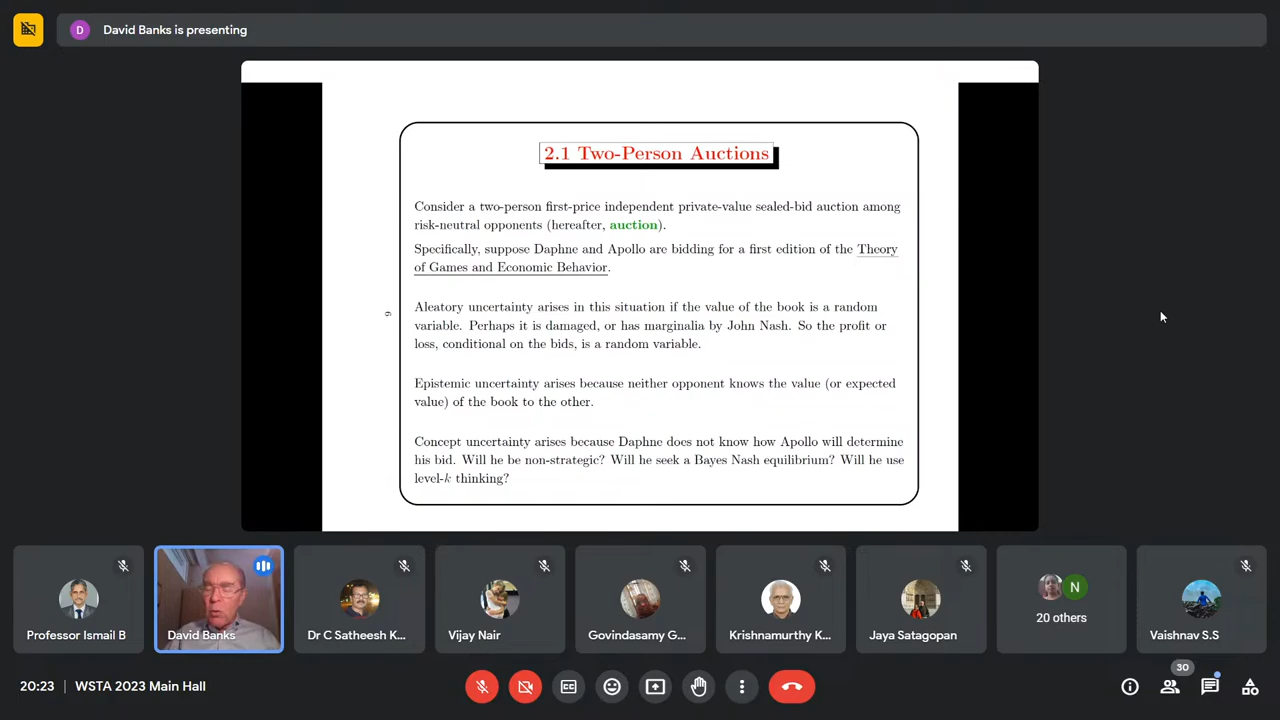 D David Banks is presenting
2.1 Two-Person Auctions
Consider a two-person first-price independent private-value sealed-bid auction among
risk-neutral opponents (hereafter, auction).
Specifically, suppose Daphne and Apollo are bidding for a first edition of the Theory
of Games and Economic Behavior.
Aleatory uncertainty arises in this situation if the value of the book is a random
variable. Perhaps it is damaged, or has marginalia by John Nash. So the profit or
loss, conditional on the bids, is a random variable.
9
Epistemic uncertainty arises because neither opponent knows the value (or expected
value) of the book to the other.
Concept uncertainty arises because Daphne does not know how Apollo will determine
his bid. Will he be non-strategic? Will he seek a Bayes Nash equilibrium? Will he use
level-k thinking?
Professor Ismail B
David Banks
Dr C Satheesh K...
Vijay Nair
Govindasamy G...
Krishnamurthy K...
Jaya Satagopan
N
20 others
Vaishnav S.S
20:23 | WSTA 2023 Main Hall
CC
30